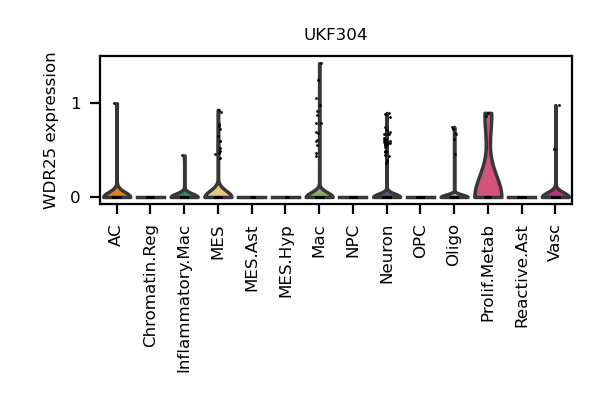 UKF304
WDR25 expression
1
0
AC
Chromatin.Reg
Inflammatory.Mac
MES
MES.Ast
MES.Hyp
Mac
NPC
Neuron
OPC
Oligo
Prolif.Metab
Reactive.Ast
Vasc